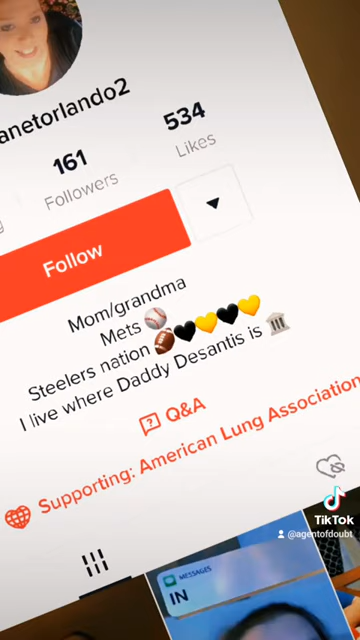 anetorlando2
161
Followers
534
Likes
Follow
Mom/grandma
Mets ⚾
Steelers nation 🏈🖤💛🖤💛
I live where Daddy Desantis is 🏛️
Q&A
Supporting: American Lung Association
TikTok
@agentofdoubt
MESSAGES
IN